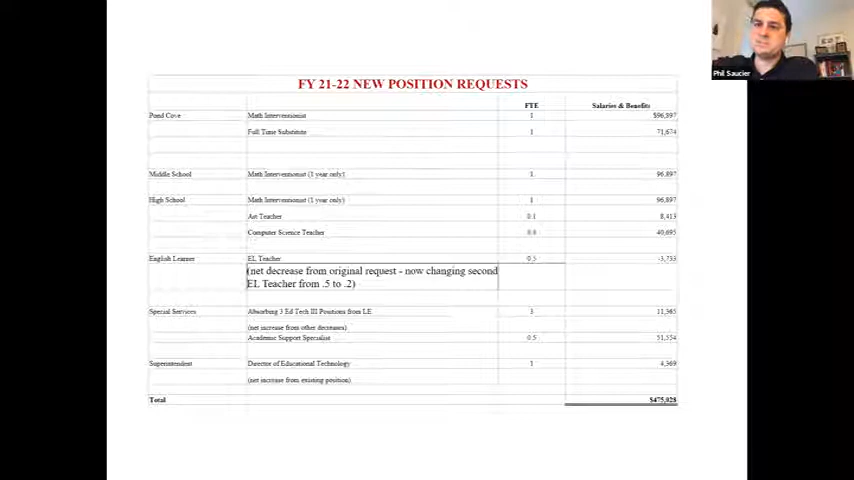 Phil Saucier
FY 21-22 NEW POSITION REQUESTS
FTE Salaries & Benefits
Pond Cove Math Interventionist 1 $96,897
Full Time Substitute 1 71,674
Middle School Math Interventionist (1 year only) 1 96,897
High School Math Interventionist (1 year only) 1 96,897
Art Teacher 0.1 8,413
Computer Science Teacher 40,695
English Learner EL Teacher 0.5 -3,733
(net decrease from original request - now changing second
EL Teacher from .5 to .2)
Special Services Absorbing 3 Ed Tech III Positions from LE 3 11,365
(net increase from other decreases)
Academic Support Specialist 0.5 51,554
Superintendent Director of Educational Technology 1 4,369
(net increase from existing position)
Total $475,028